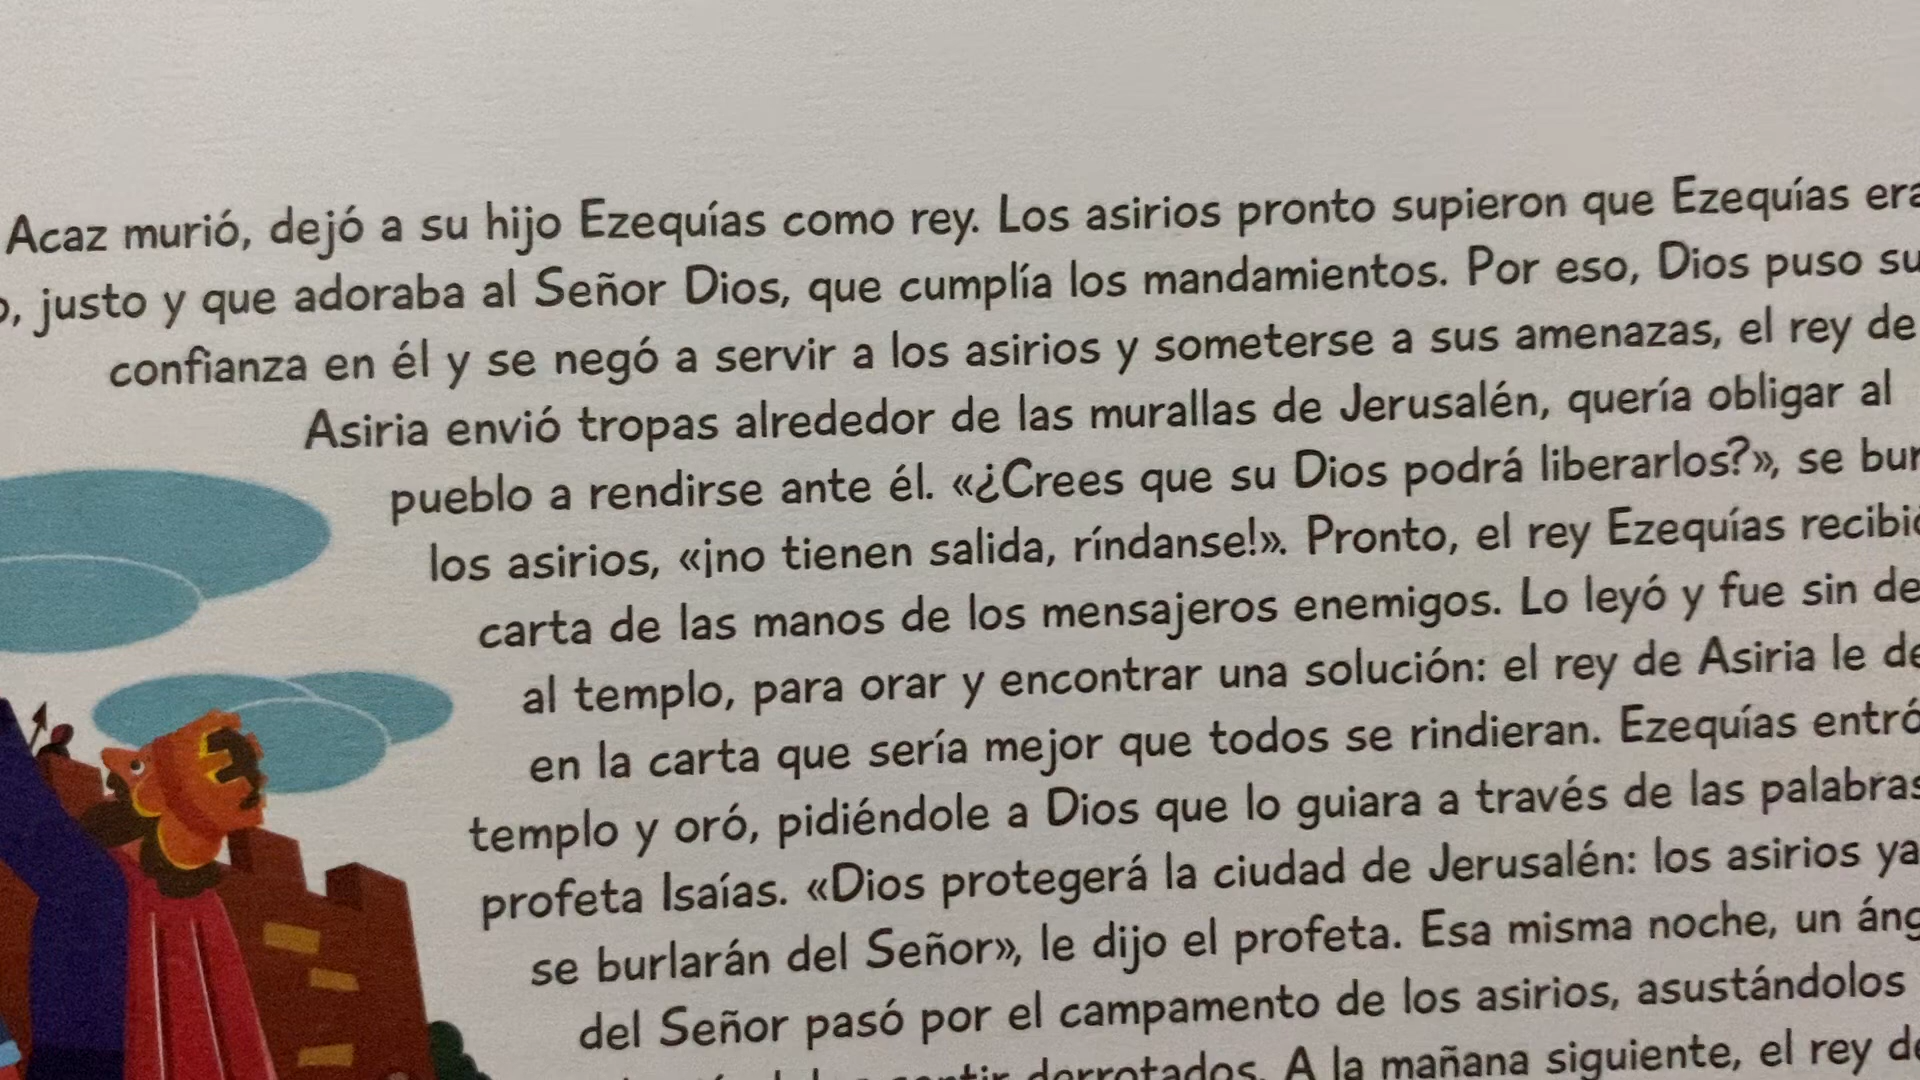 Acaz murió, dejó a su hijo Ezequías como rey. Los asirios pronto supieron que Ezequías era
justo y que adoraba al Señor Dios, que cumplía los mandamientos. Por eso, Dios puso su
confianza en él y se negó a servir a los asirios y someterse a sus amenazas, el rey de
Asiria envió tropas alrededor de las murallas de Jerusalén, quería obligar al
pueblo a rendirse ante él. «¿Crees que su Dios podrá liberarlos?», se
los asirios, «¡no tienen salida, ríndanse!». Pronto, el rey Ezequías
carta de las manos de los mensajeros enemigos. Lo leyó y fue sin
al templo, para orar y encontrar una solución: el rey de Asiria le
en la carta que sería mejor que todos se rindieran. Ezequías entró
templo y oró, pidiéndole a Dios que lo guiara a través de las palabras
profeta Isaías. «Dios protegerá la ciudad de Jerusalén: los asirios ya
se burlarán del Señor», le dijo el profeta. Esa misma noche, un
del Señor pasó por el campamento de los asirios, asustándolos
derrotados. A la mañana siguiente, el rey